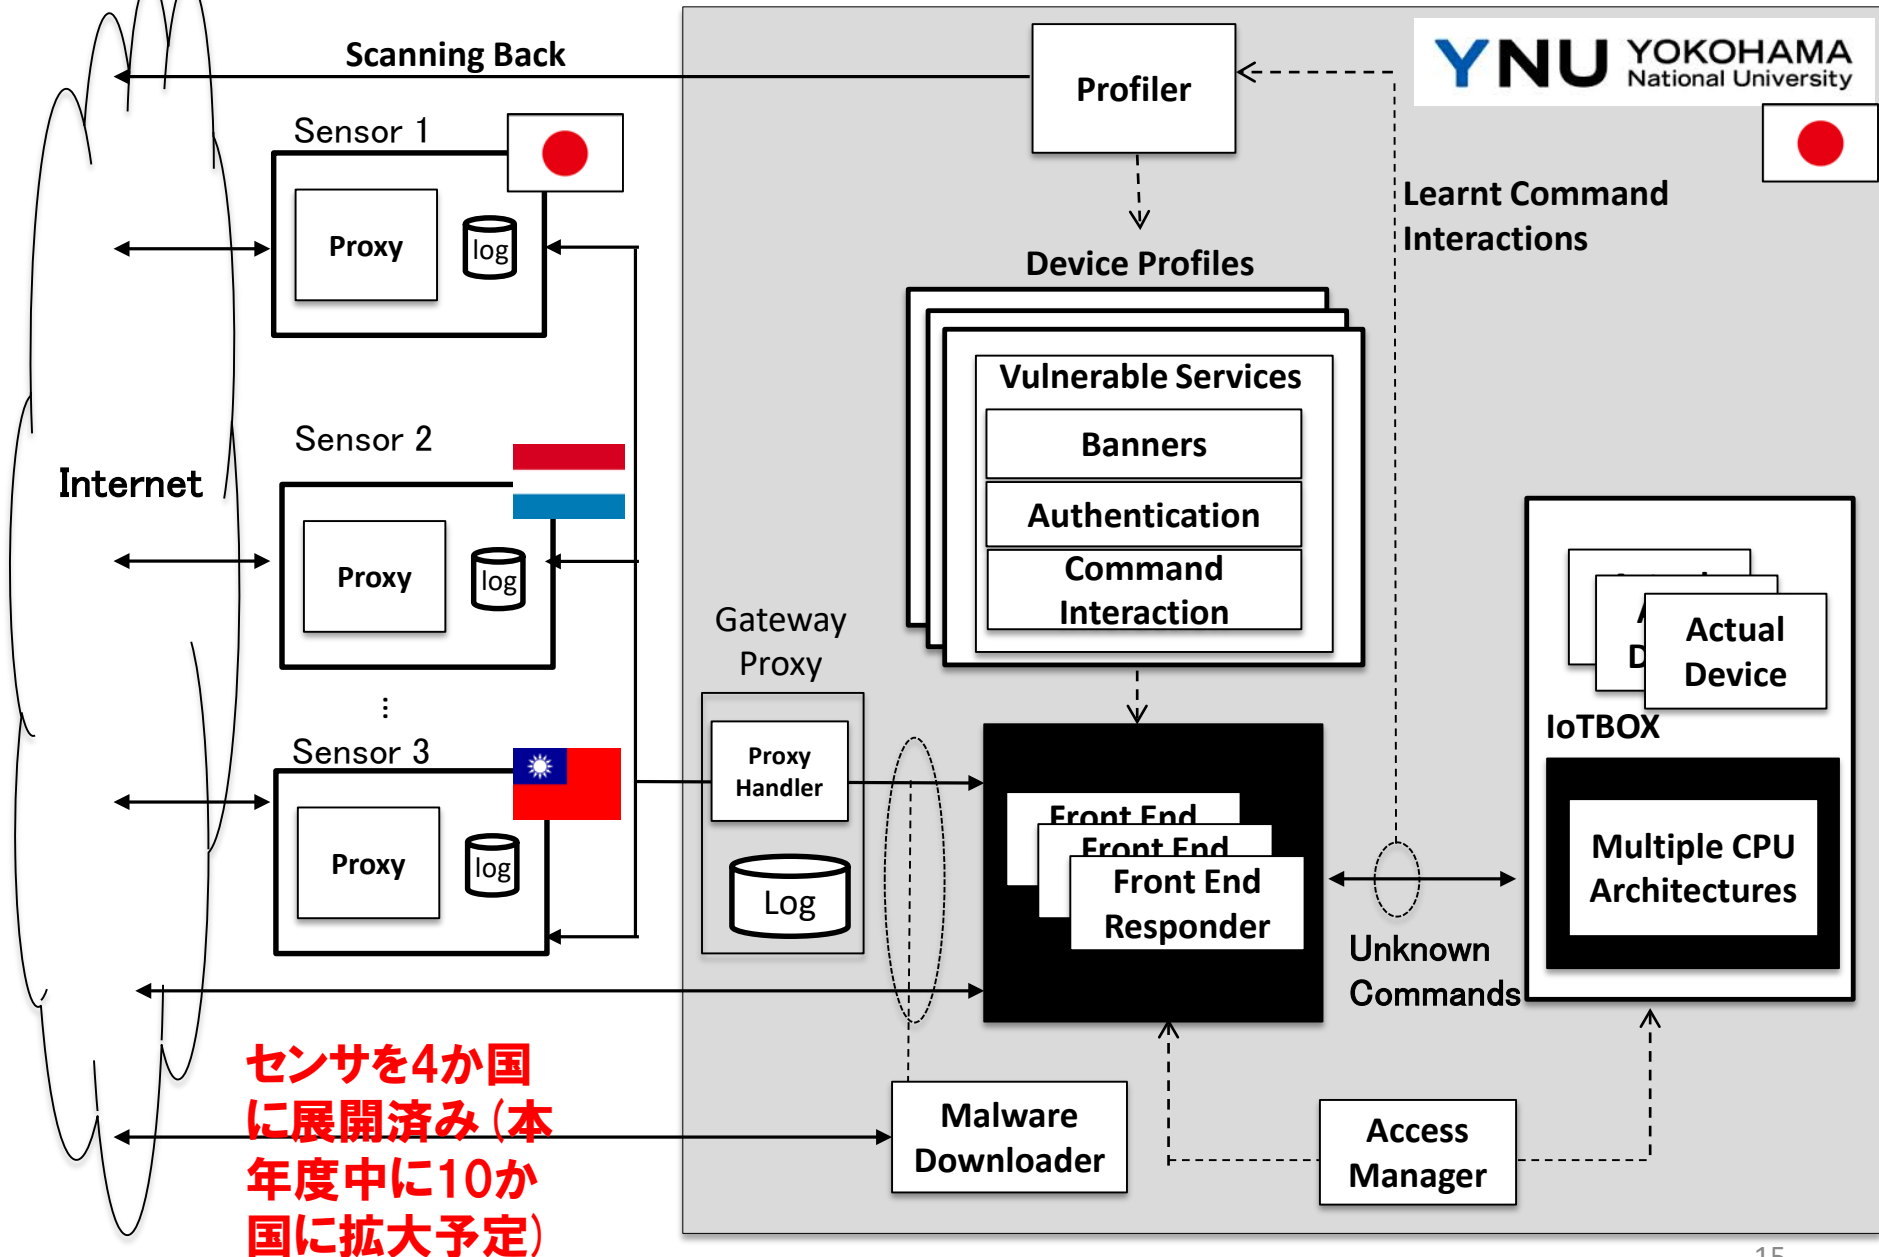 Scanning Back
Profiler
YNU YOKOHAMA
National University
Sensor 1
Proxy
log
Learnt Command
Interactions
Device Profiles
Vulnerable Services
Banners
Authentication
Command
Interaction
Sensor 2
Internet
Proxy
log
Gateway
Proxy
Actual
Device
IoTBOX
⋮
Sensor 3
Proxy
Handler
Proxy
log
Log
Front End
Front End
Front End
Responder
Multiple CPU
Architectures
Unknown
Commands
センサを4か国
に展開済み（本
年度中に10か
国に拡大予定）
Malware
Downloader
Access
Manager
15